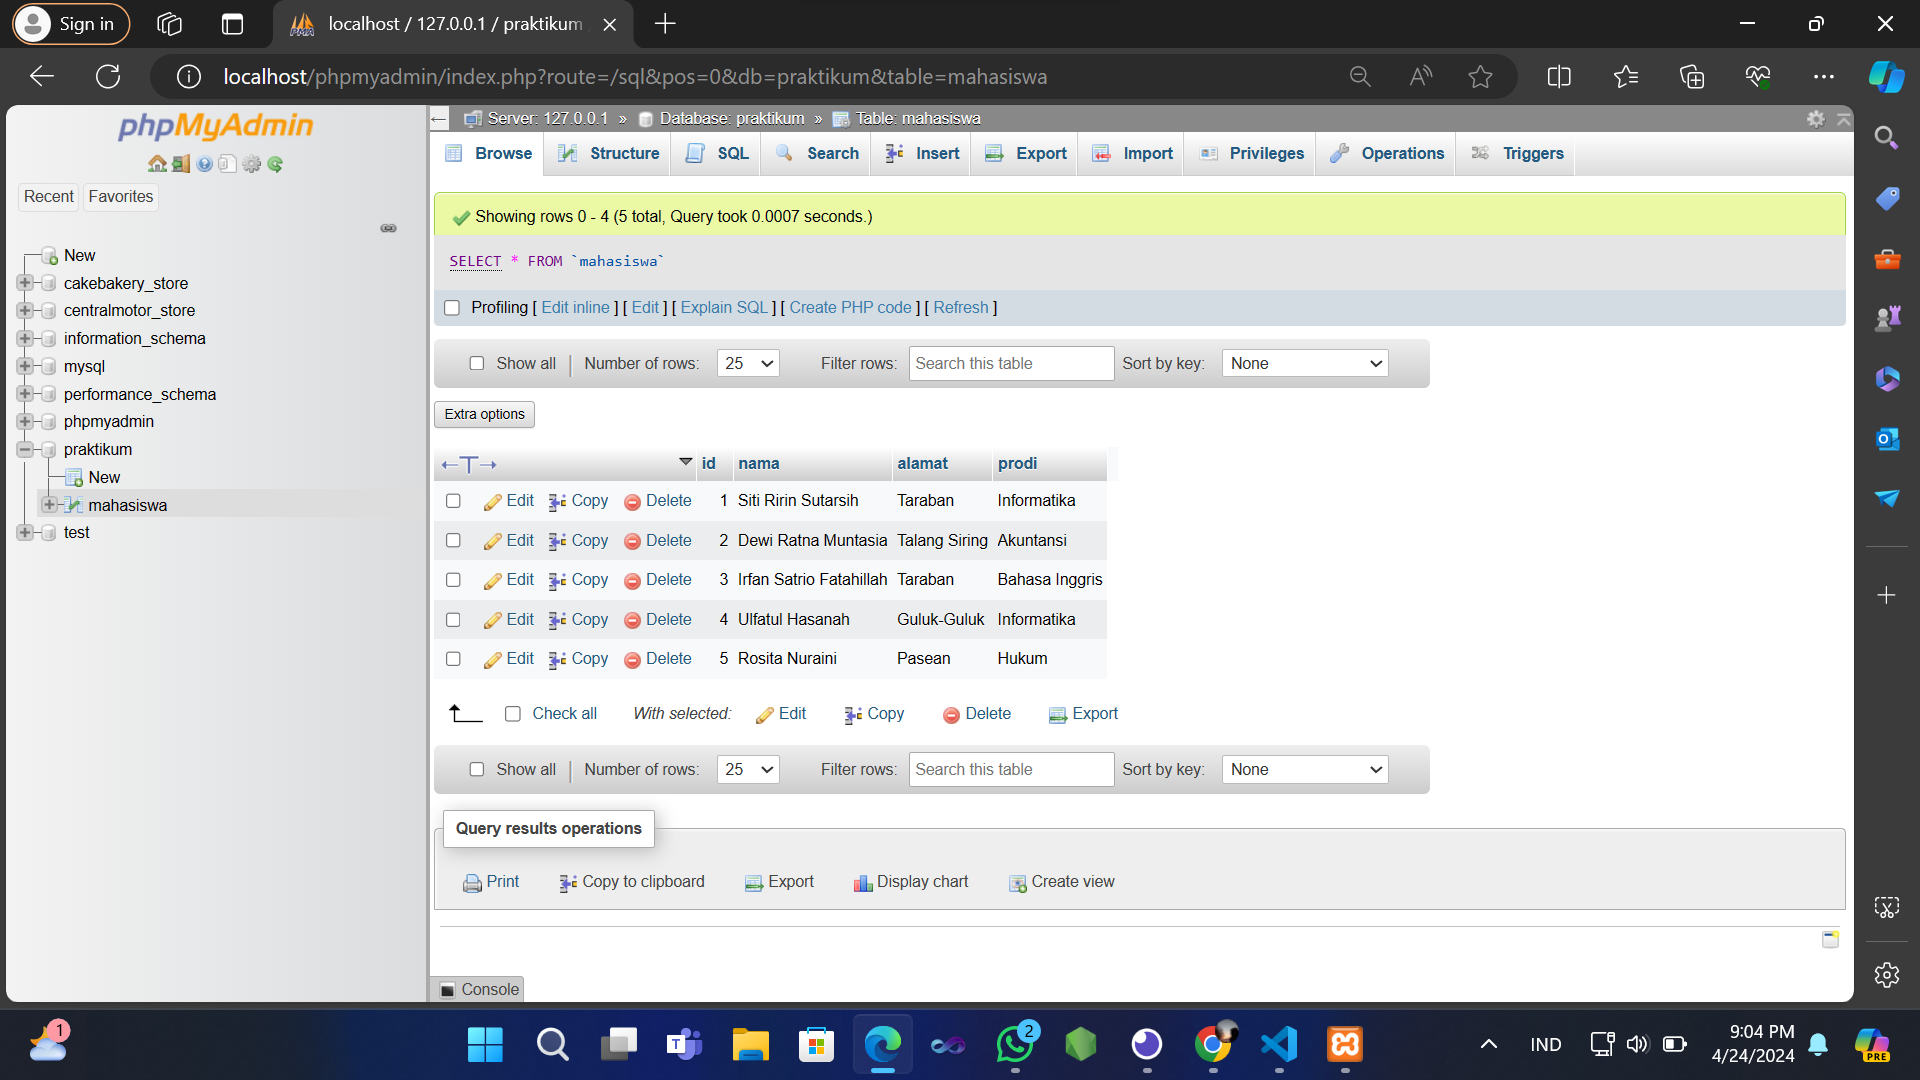 Sign in
localhost / 127.0.0.1 / praktikum
localhost/phpmyadmin/index.php?route=/sql&pos=0&db=praktikum&table=mahasiswa
phpMyAdmin
Recent Favorites
New
cakebakery_store
centralmotor_store
information_schema
mysql
performance_schema
phpmyadmin
praktikum
New
mahasiswa
test
Server: 127.0.0.1 » Database: praktikum » Table: mahasiswa
Browse Structure SQL Search Insert Export Import Privileges Operations Triggers
Showing rows 0 - 4 (5 total, Query took 0.0007 seconds.)
SELECT * FROM `mahasiswa`
Profiling [ Edit inline ] [ Edit ] [ Explain SQL ] [ Create PHP code ] [ Refresh ]
Show all Number of rows: 25 Filter rows: Search this table Sort by key: None
Extra options
id nama alamat prodi
Edit Copy Delete 1 Siti Ririn Sutarsih Taraban Informatika
Edit Copy Delete 2 Dewi Ratna Muntasia Talang Siring Akuntansi
Edit Copy Delete 3 Irfan Satrio Fatahillah Taraban Bahasa Inggris
Edit Copy Delete 4 Ulfatul Hasanah Guluk-Guluk Informatika
Edit Copy Delete 5 Rosita Nuraini Pasean Hukum
Check all With selected: Edit Copy Delete Export
Show all Number of rows: 25 Filter rows: Search this table Sort by key: None
Query results operations
Print Copy to clipboard Export Display chart Create view
Console
1
2
IND
9:04 PM
4/24/2024
PRE